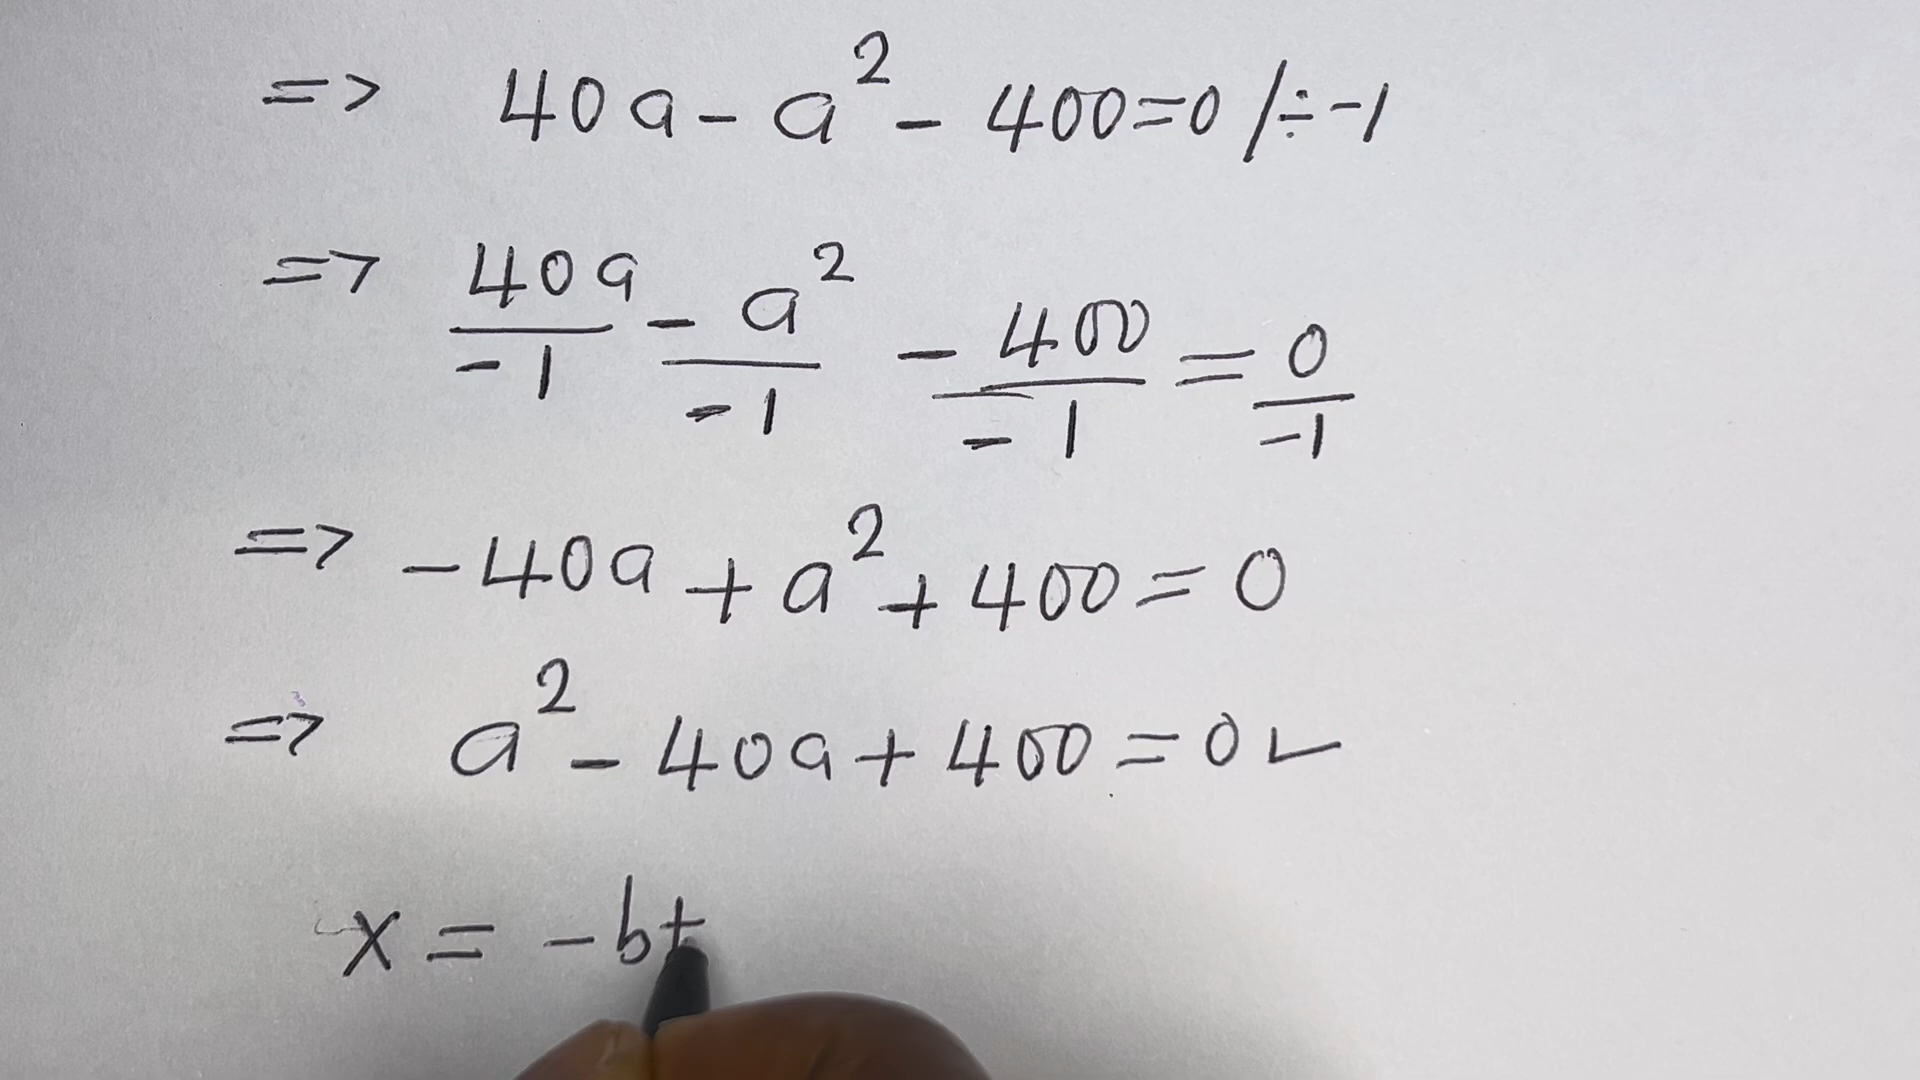 => 40a - a² - 400 = 0 /÷ -1
=> 40a/-1 - a²/-1 - 400/-1 = 0/-1
=> -40a + a² + 400 = 0
=> a² - 40a + 400 = 0 ✓
x = -b±